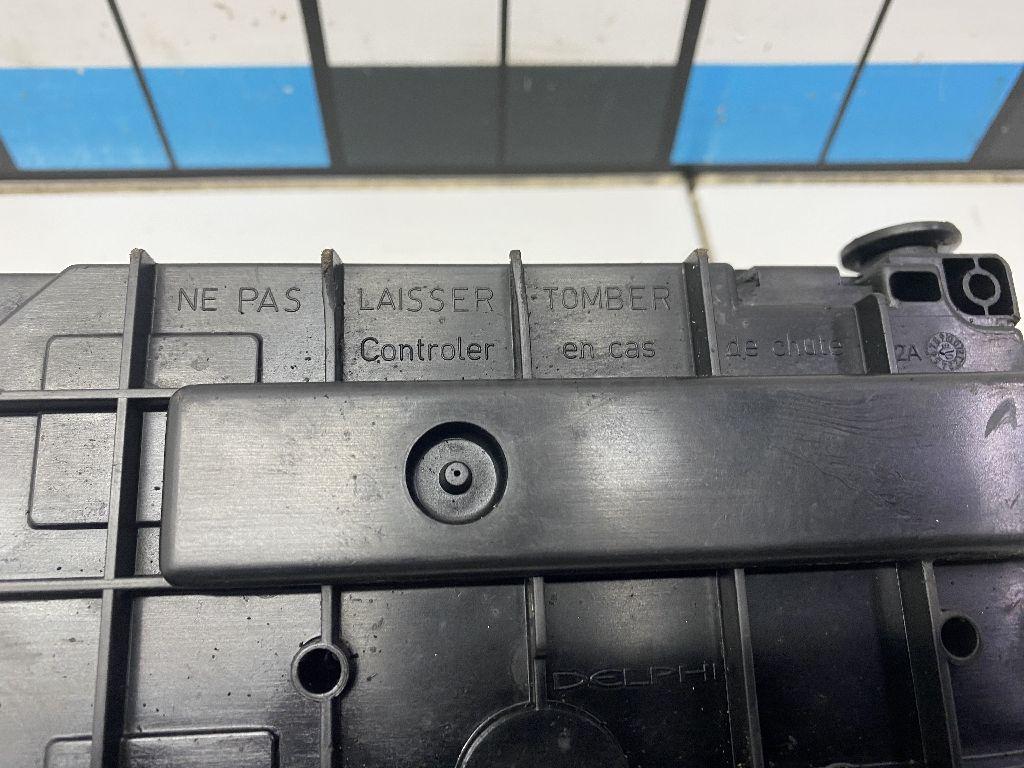 NE PAS LAISSER TOMBER
Controler en cas de chute 2A
A
DELPHI